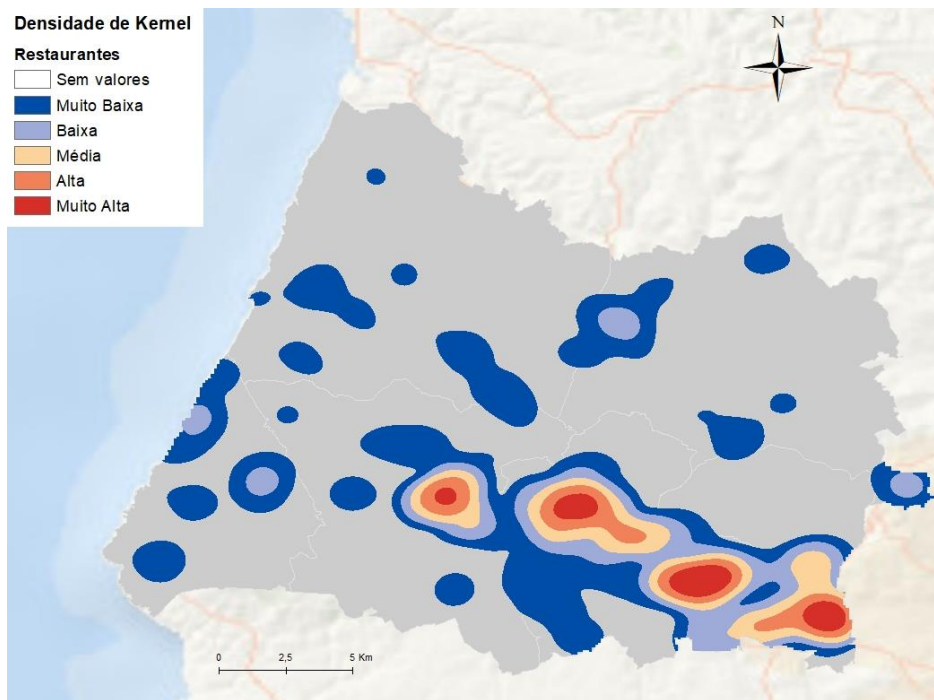 Densidade de Kernel
Restaurantes
Sem valores
Muito Baixa
Baixa
Média
Alta
Muito Alta
N
0 2,5 5 Km